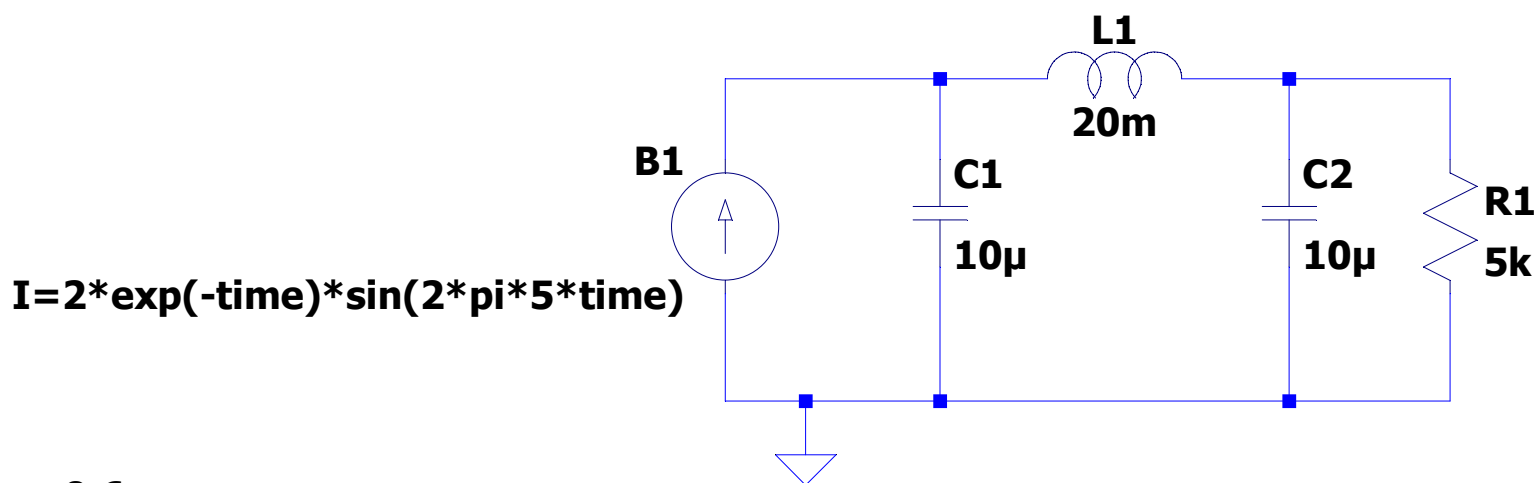 L1
20m
B1
C1
10µ
C2
10µ
R1
5k
I=2*exp(-time)*sin(2*pi*5*time)